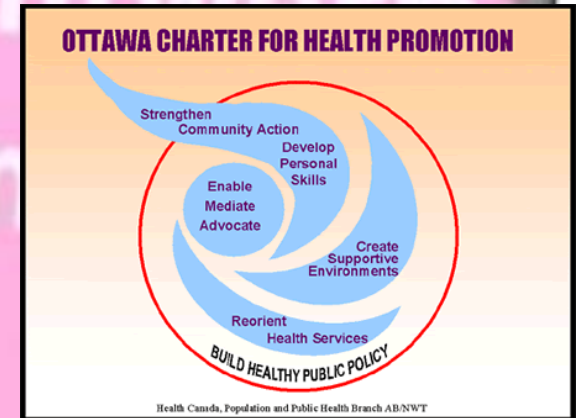 OTTAWA CHARTER FOR HEALTH PROMOTION
Strengthen
Community Action
Develop
Personal
Skills
Enable
Mediate
Advocate
Create
Supportive
Environments
Reorient
Health Services
BUILD HEALTHY PUBLIC POLICY
Health Canada, Population and Public Health Branch AB/NWT